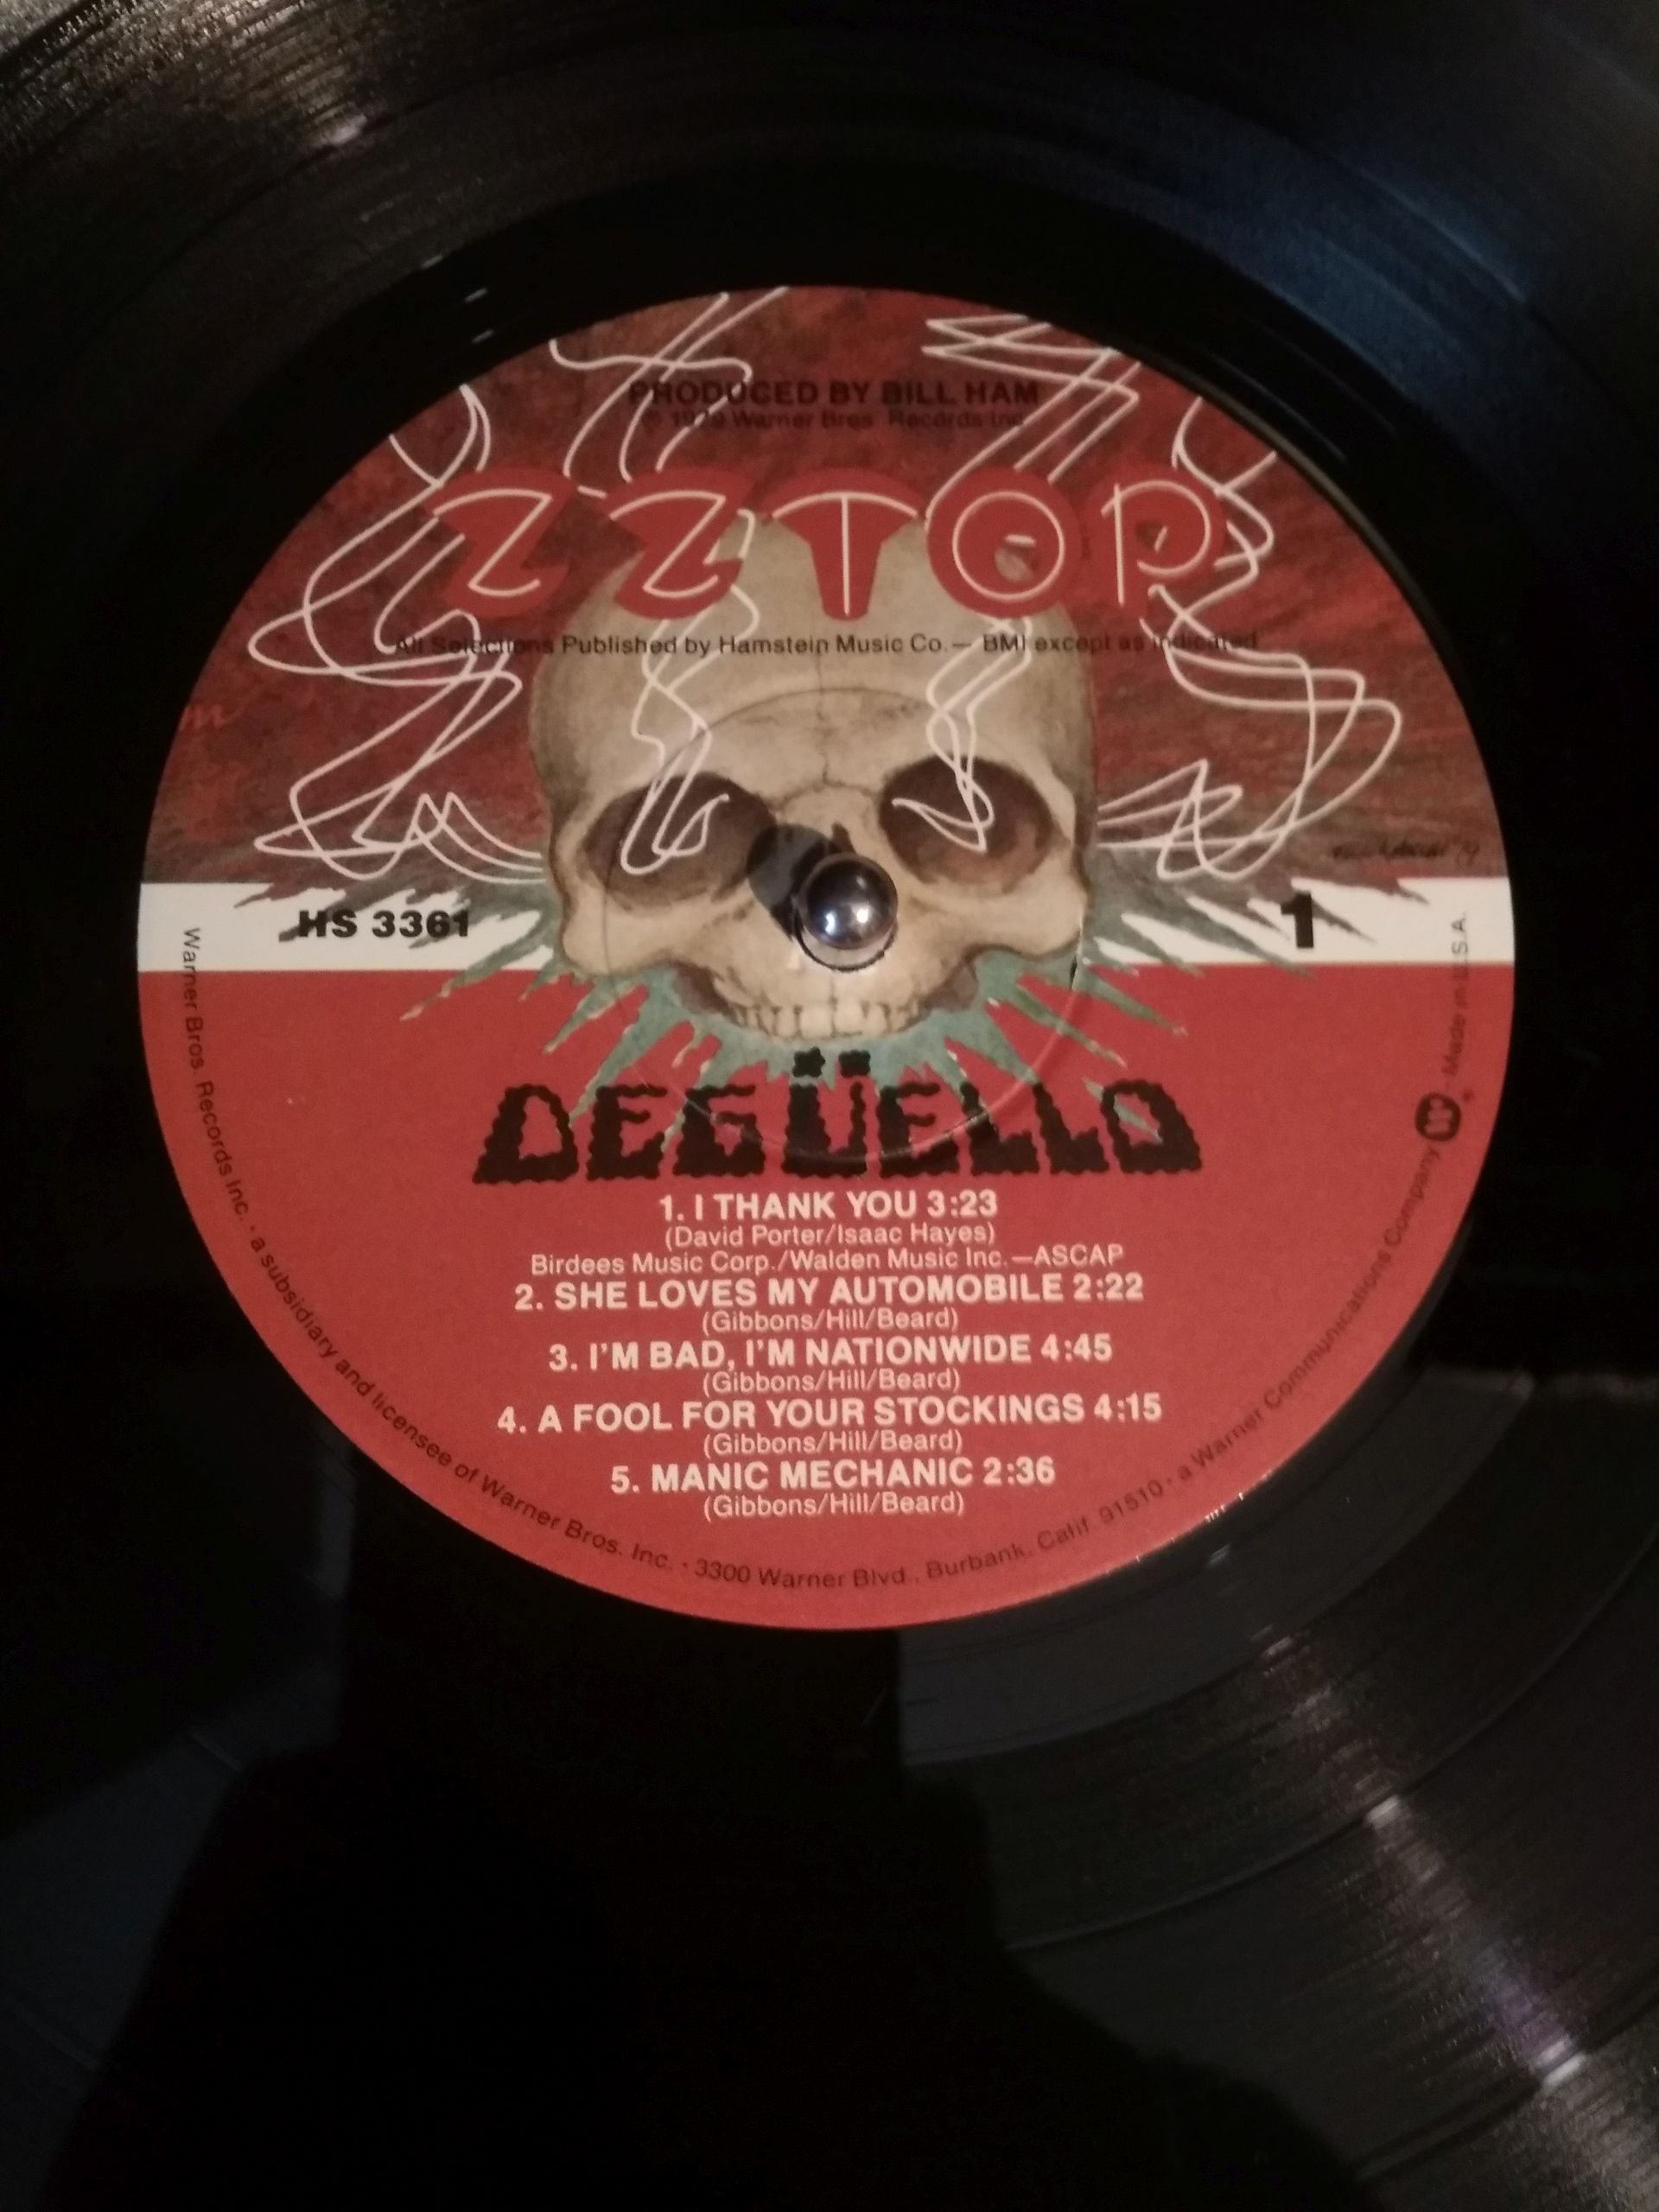 PRODUCED BY BILL HAM
℗ 1979 Warner Bros. Records Inc.
ZZ TOP
All Selections Published by Hamstein Music Co.— BMI except as indicated
HS 3361
1
DEGÜELLO
1. I THANK YOU 3:23
(David Porter/Isaac Hayes)
Birdees Music Corp./Walden Music Inc.—ASCAP
2. SHE LOVES MY AUTOMOBILE 2:22
(Gibbons/Hill/Beard)
3. I'M BAD, I'M NATIONWIDE 4:45
(Gibbons/Hill/Beard)
4. A FOOL FOR YOUR STOCKINGS 4:15
(Gibbons/Hill/Beard)
5. MANIC MECHANIC 2:36
(Gibbons/Hill/Beard)
Warner Bros. Records Inc. · a subsidiary and licensee of Warner Bros. Inc. · 3300 Warner Blvd., Burbank, Calif. 91510 · a Warner Communications Company W ® · Made in U.S.A.